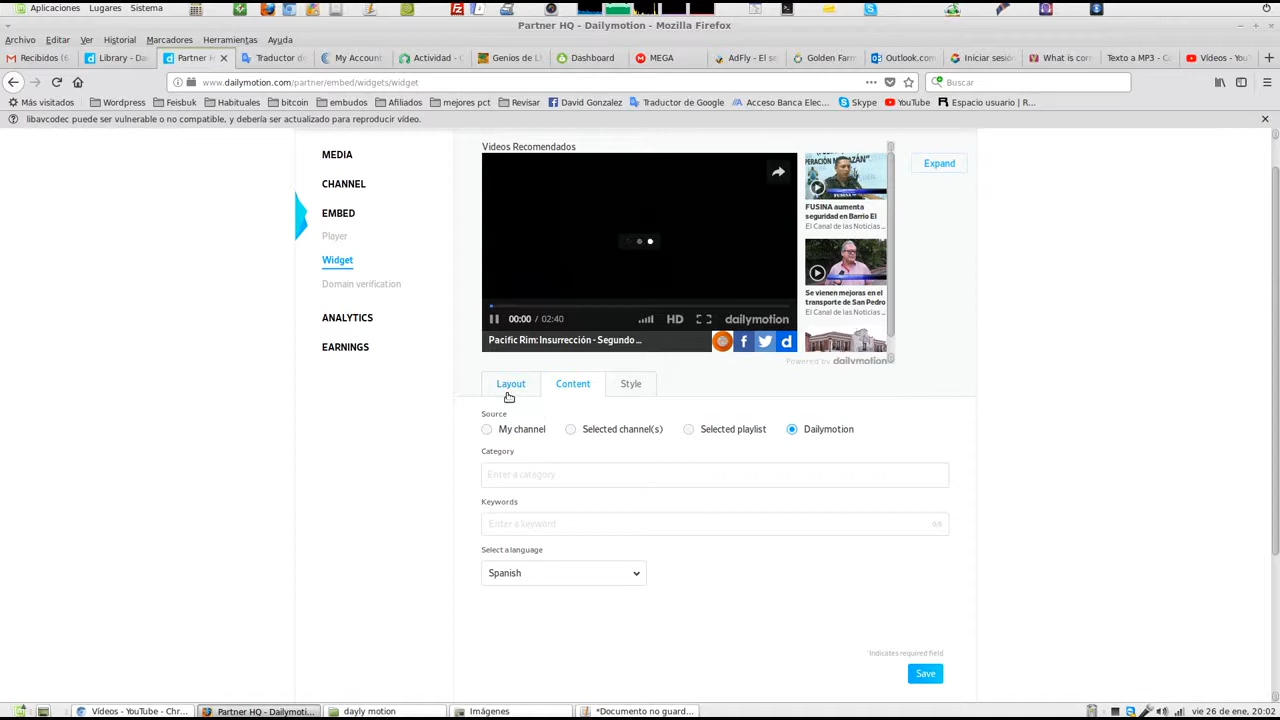 Aplicaciones Lugares Sistema
Partner HQ - Dailymotion - Mozilla Firefox
Archivo Editar Ver Historial Marcadores Herramientas Ayuda
Recibidos (6 Library - Da Partner H Traductor d My Account Actividad - G Genios de L Dashboard MEGA AdFly - El se Golden Farm Outlook.com Iniciar sesió What is com Texto a MP3 - C Vídeos - You
www.dailymotion.com/partner/embed/widgets/widget
Buscar
Más visitados Wordpress Feisbuk Habituales bitcoin embudos Afiliados mejores pct Revisar David Gonzalez Traductor de Google Acceso Banca Elec... Skype YouTube Espacio usuario | R...
libavcodec puede ser vulnerable o no compatible, y debería ser actualizado para reproducir vídeo.
MEDIA
CHANNEL
EMBED
Player
Widget
Domain verification
ANALYTICS
EARNINGS
Videos Recomendados
Expand
FUSINA aumenta
seguridad en Barrio El
El Canal de las Noticias ...
Se vienen mejoras en el
transporte de San Pedro
El Canal de las Noticias ...
00:00 / 02:40
HD
dailymotion
Pacific Rim: Insurrección - Segundo ...
Powered by dailymotion
Layout Content Style
Source
My channel Selected channel(s) Selected playlist Dailymotion
Category
Enter a category
Keywords
Enter a keyword
Select a language
Spanish
*Indicates required field
Save
Vídeos - YouTube - Chr... Partner HQ - Dailymoti... dayly motion Imágenes *Documento no guard... vie 26 de ene, 20:02